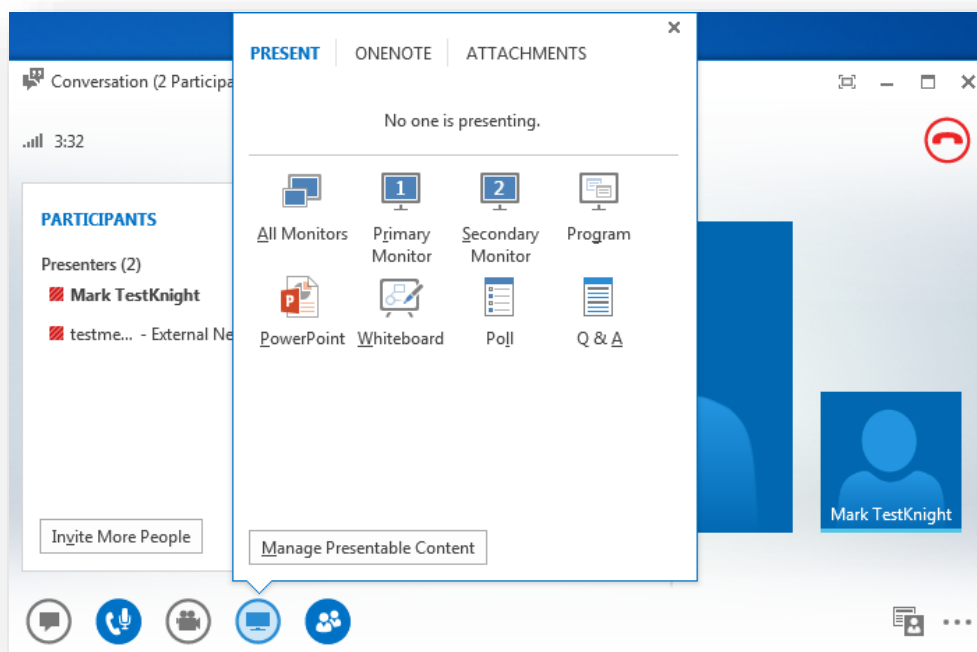 PRESENT ONENOTE ATTACHMENTS
Conversation (2 Participa
No one is presenting.
3:32
PARTICIPANTS
Presenters (2)
Mark TestKnight
testme... - External Ne
Invite More People
1 2
All Monitors Primary Monitor Secondary Monitor Program
P
PowerPoint Whiteboard Poll Q & A
Manage Presentable Content
Mark TestKnight